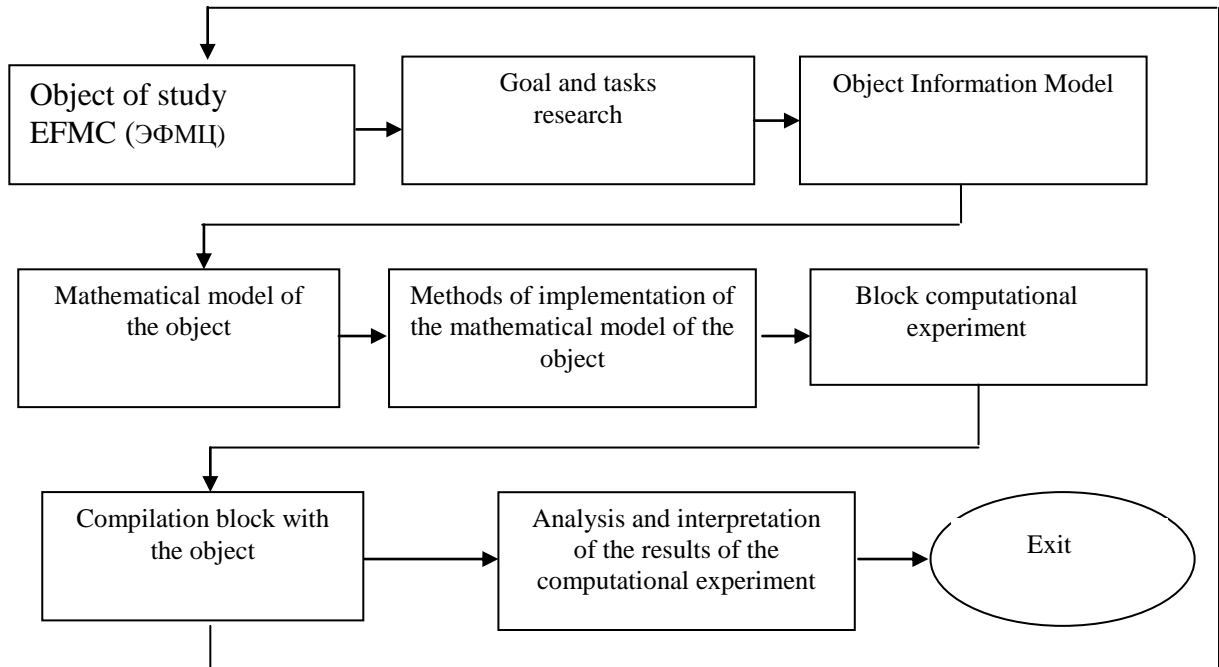 Object of study
EFMC (ЭФМЦ)
Goal and tasks
research
Object Information Model
Mathematical model of
the object
Methods of implementation of
the mathematical model of the
object
Block computational
experiment
Compilation block with
the object
Analysis and interpretation
of the results of the
computational experiment
Exit